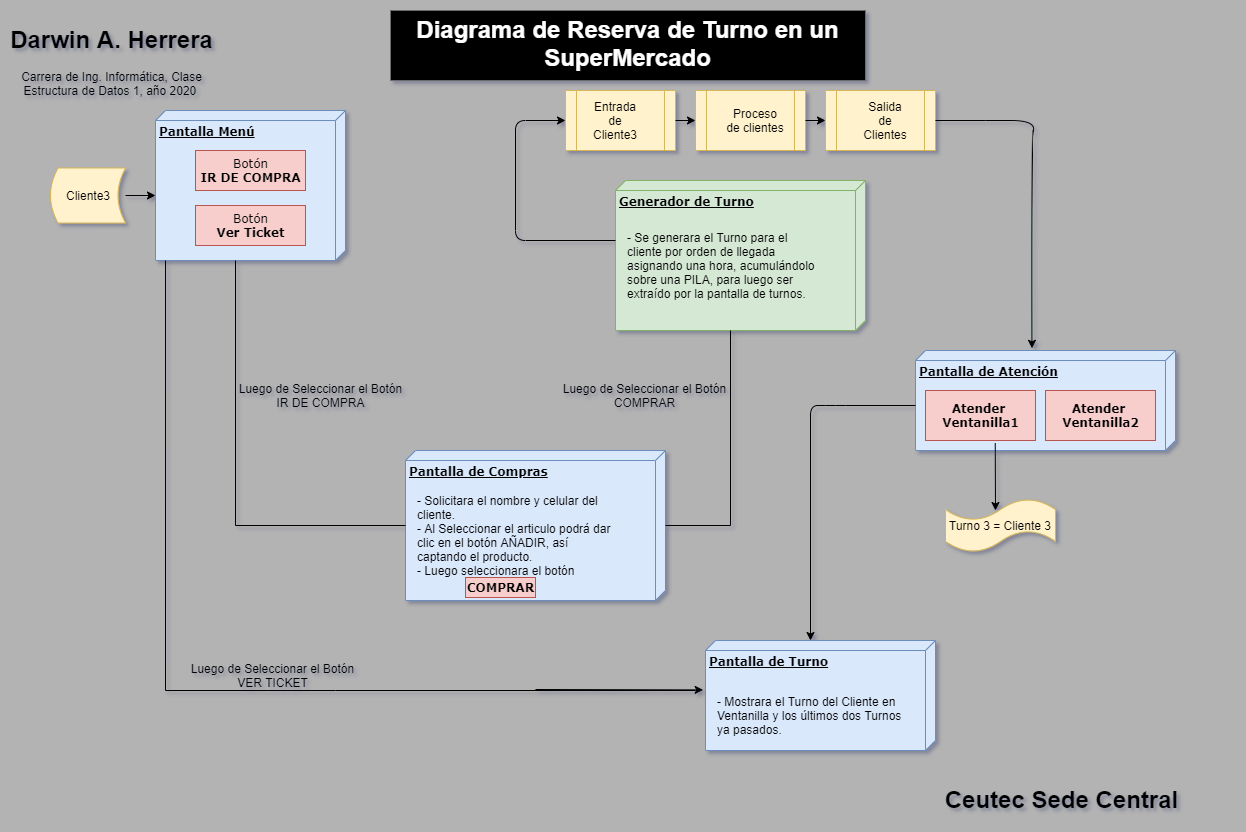 Darwin A. Herrera
Carrera de Ing. Informática, Clase
Estructura de Datos 1, año 2020
Diagrama de Reserva de Turno en un
SuperMercado
Cliente3
Pantalla Menú
Botón
IR DE COMPRA
Botón
Ver Ticket
Entrada
de
Cliente3
Proceso
de clientes
Salida
de
Clientes
Generador de Turno
- Se generara el Turno para el
cliente por orden de llegada
asignando una hora, acumulándolo
sobre una PILA, para luego ser
extraído por la pantalla de turnos.
Luego de Seleccionar el Botón
IR DE COMPRA
Luego de Seleccionar el Botón
COMPRAR
Pantalla de Atención
Atender
Ventanilla1
Atender
Ventanilla2
Turno 3 = Cliente 3
Pantalla de Compras
- Solicitara el nombre y celular del
cliente.
- Al Seleccionar el articulo podrá dar
clic en el botón AÑADIR, así
captando el producto.
- Luego seleccionara el botón
COMPRAR
Luego de Seleccionar el Botón
VER TICKET
Pantalla de Turno
- Mostrara el Turno del Cliente en
Ventanilla y los últimos dos Turnos
ya pasados.
Ceutec Sede Central